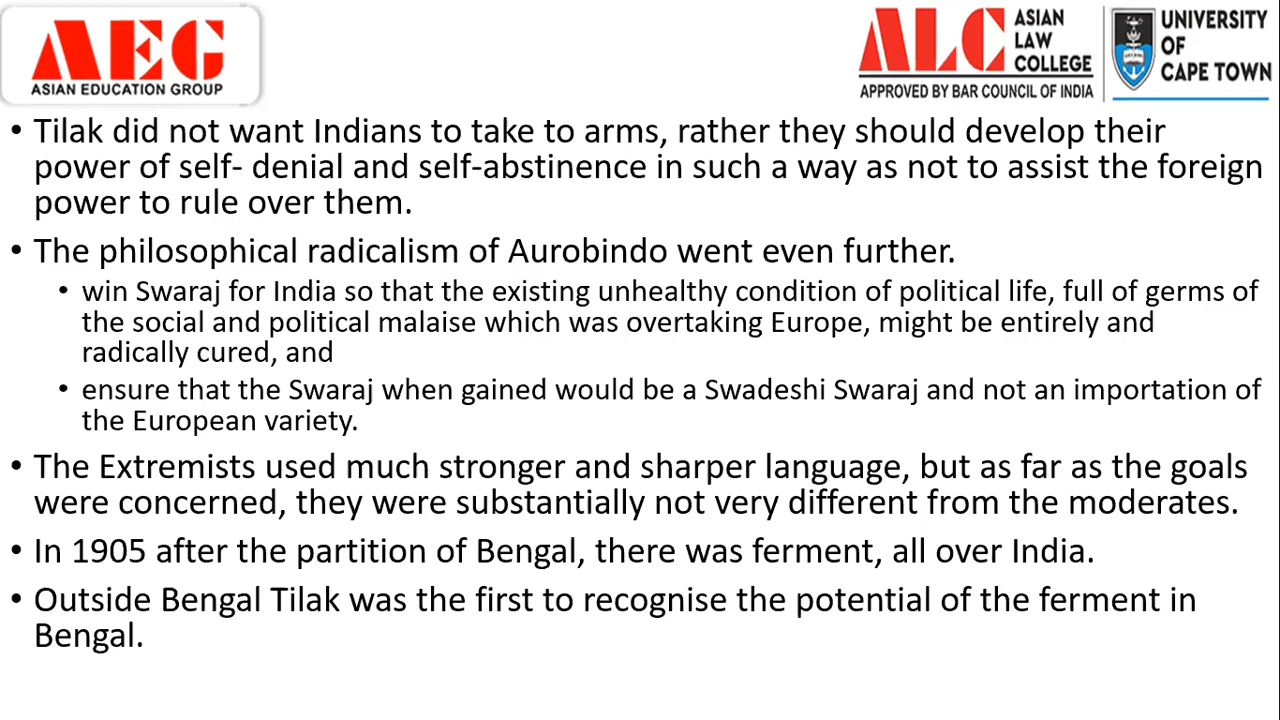 AEG
ASIAN EDUCATION GROUP
ALC
ASIAN
LAW
COLLEGE
APPROVED BY BAR COUNCIL OF INDIA
UNIVERSITY
OF
CAPE TOWN
• Tilak did not want Indians to take to arms, rather they should develop their
power of self- denial and self-abstinence in such a way as not to assist the foreign
power to rule over them.
• The philosophical radicalism of Aurobindo went even further.
• win Swaraj for India so that the existing unhealthy condition of political life, full of germs of
the social and political malaise which was overtaking Europe, might be entirely and
radically cured, and
• ensure that the Swaraj when gained would be a Swadeshi Swaraj and not an importation of
the European variety.
• The Extremists used much stronger and sharper language, but as far as the goals
were concerned, they were substantially not very different from the moderates.
• In 1905 after the partition of Bengal, there was ferment, all over India.
• Outside Bengal Tilak was the first to recognise the potential of the ferment in
Bengal.